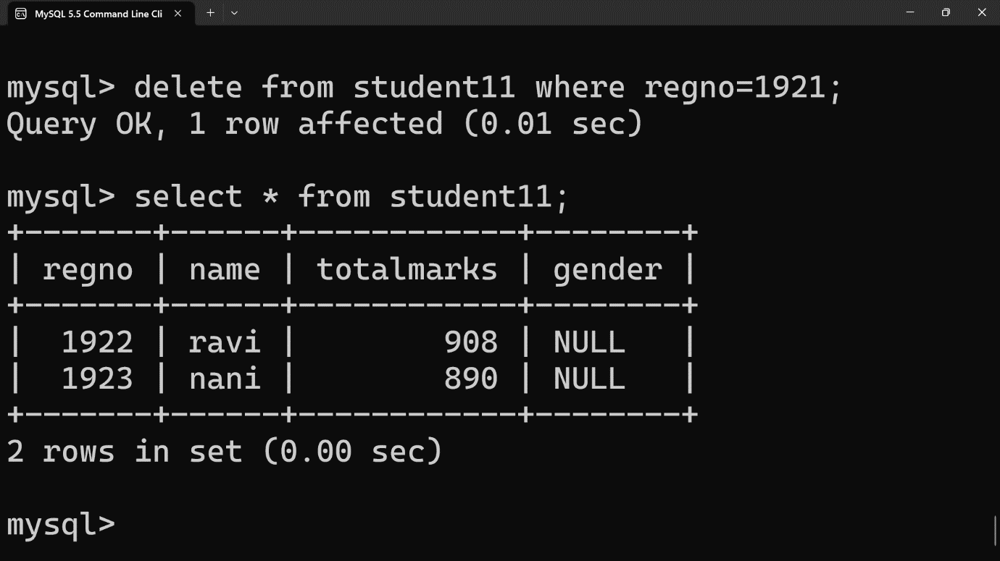 MySQL 5.5 Command Line Cli
mysql> delete from student11 where regno=1921;
Query OK, 1 row affected (0.01 sec)
mysql> select * from student11;
+-------+------+------------+--------+
| regno | name | totalmarks | gender |
+-------+------+------------+--------+
|  1922 | ravi |        908 | NULL   |
|  1923 | nani |        890 | NULL   |
+-------+------+------------+--------+
2 rows in set (0.00 sec)
mysql>